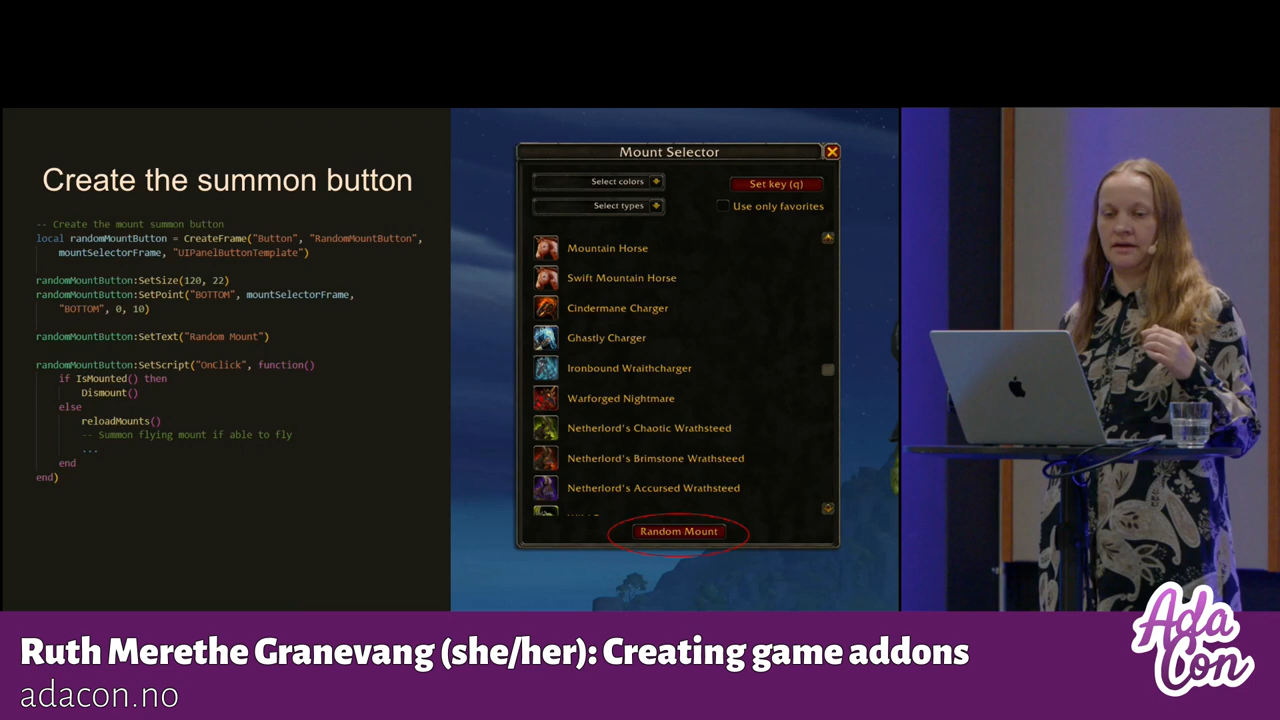 Create the summon button
-- Create the mount summon button
local randomMountButton = CreateFrame("Button", "RandomMountButton",
mountSelectorFrame, "UIPanelButtonTemplate")
randomMountButton:SetSize(120, 22)
randomMountButton:SetPoint("BOTTOM", mountSelectorFrame,
"BOTTOM", 0, 10)
randomMountButton:SetText("Random Mount")
randomMountButton:SetScript("OnClick", function()
if IsMounted() then
Dismount()
else
reloadMounts()
-- Summon flying mount if able to fly
...
end
end)
Mount Selector
Select colors
Set key (q)
Select types
Use only favorites
Mountain Horse
Swift Mountain Horse
Cindermane Charger
Ghastly Charger
Ironbound Wraithcharger
Warforged Nightmare
Netherlord's Chaotic Wrathsteed
Netherlord's Brimstone Wrathsteed
Netherlord's Accursed Wrathsteed
Random Mount
Ruth Merethe Granevang (she/her): Creating game addons
adacon.no
Ada
Con